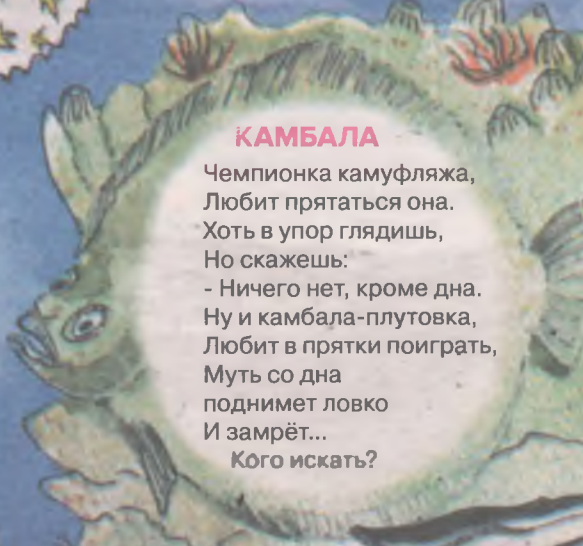 КАМБАЛА
Чемпионка камуфляжа,
Любит прятаться она.
Хоть в упор глядишь,
Но скажешь:
- Ничего нет, кроме дна.
Ну и камбала-плутовка,
Любит в прятки поиграть,
Муть со дна
поднимет ловко
И замрёт...
Кого искать?